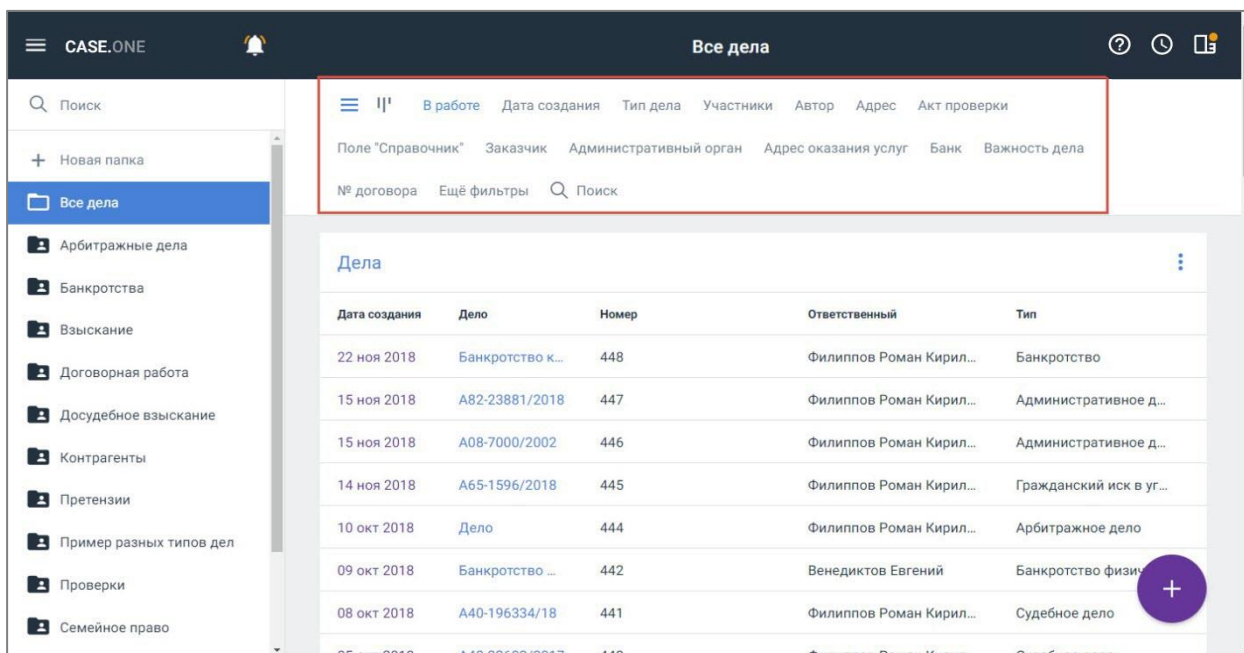 CASE.ONE
Все дела
Поиск
Новая папка
Все дела
Арбитражные дела
Банкротства
Взыскание
Договорная работа
Досудебное взыскание
Контрагенты
Претензии
Пример разных типов дел
Проверки
Семейное право
В работе Дата создания Тип дела Участники Автор Адрес Акт проверки
Поле "Справочник" Заказчик Административный орган Адрес оказания услуг Банк Важность дела
№ договора Ещё фильтры Поиск
Дела
Дата создания Дело Номер Ответственный Тип
22 ноя 2018 Банкротство к... 448 Филиппов Роман Кирил... Банкротство
15 ноя 2018 А82-23881/2018 447 Филиппов Роман Кирил... Административное д...
15 ноя 2018 А08-7000/2002 446 Филиппов Роман Кирил... Административное д...
14 ноя 2018 А65-1596/2018 445 Филиппов Роман Кирил... Гражданский иск в уг...
10 окт 2018 Дело 444 Филиппов Роман Кирил... Арбитражное дело
09 окт 2018 Банкротство ... 442 Венедиктов Евгений Банкротство физич
08 окт 2018 А40-196334/18 441 Филиппов Роман Кирил... Судебное дело